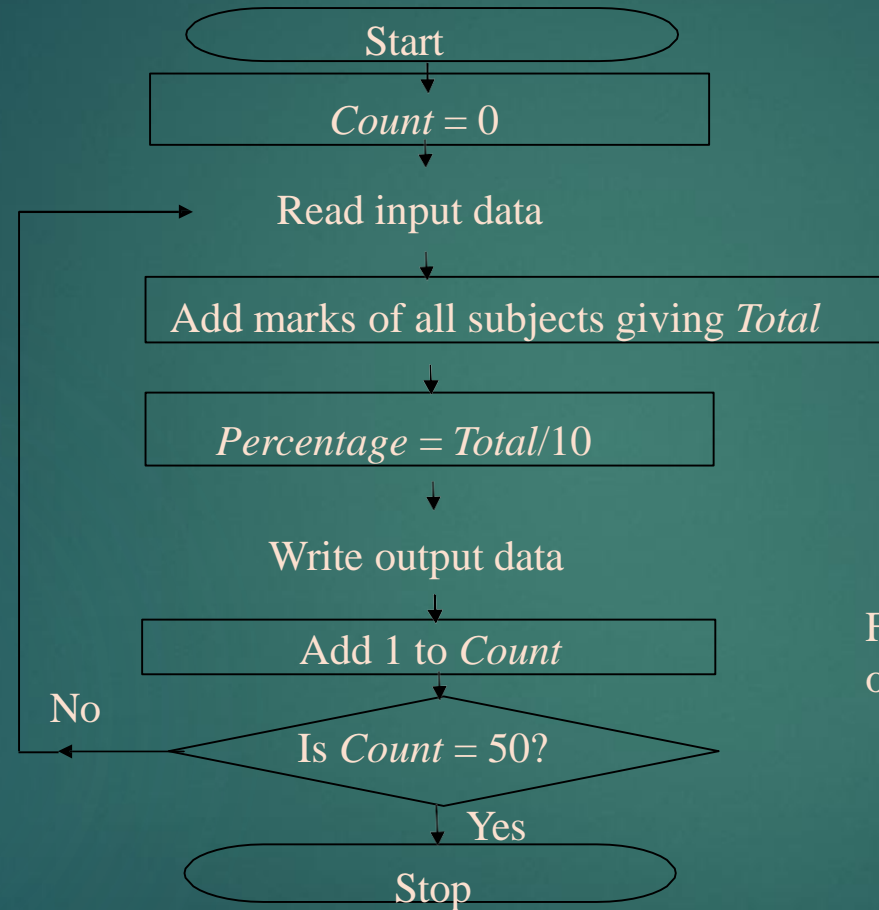 Start
Count = 0
Read input data
Add marks of all subjects giving Total
Percentage = Total/10
Write output data
Add 1 to Count
No
Is Count = 50?
Yes
Stop